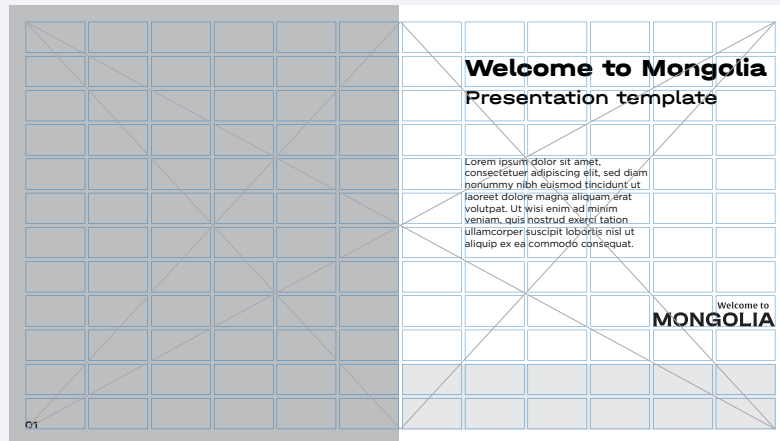 Welcome to Mongolia
Presentation template
Lorem ipsum dolor sit amet,
consectetuer adipiscing elit, sed diam
nonummy nibh euismod tincidunt ut
laoreet dolore magna aliquam erat
volutpat. Ut wisi enim ad minim
veniam, quis nostrud exerci tation
ullamcorper suscipit lobortis nisl ut
aliquip ex ea commodo consequat.
Welcome to
MONGOLIA
01